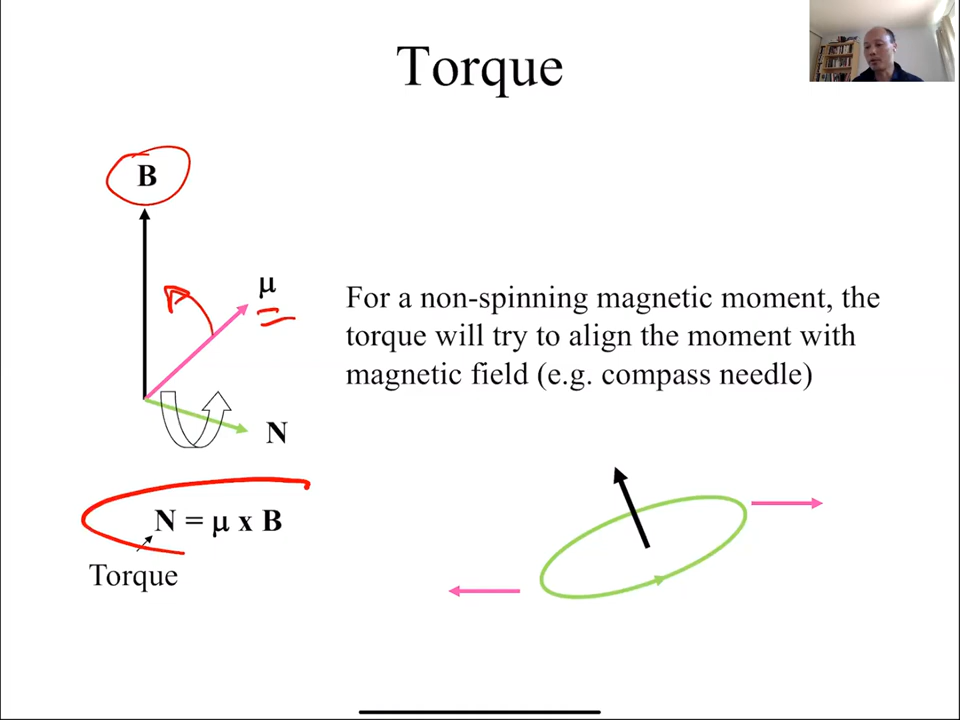 Torque
B
μ
For a non-spinning magnetic moment, the
torque will try to align the moment with
magnetic field (e.g. compass needle)
N
N = μ x B
Torque